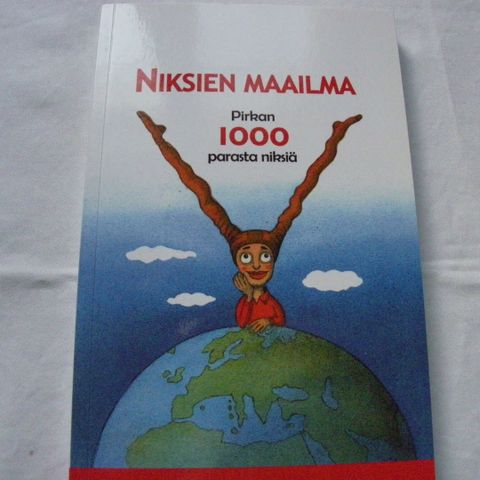 NIKSIEN MAAILMA
Pirkan
1000
parasta niksiä